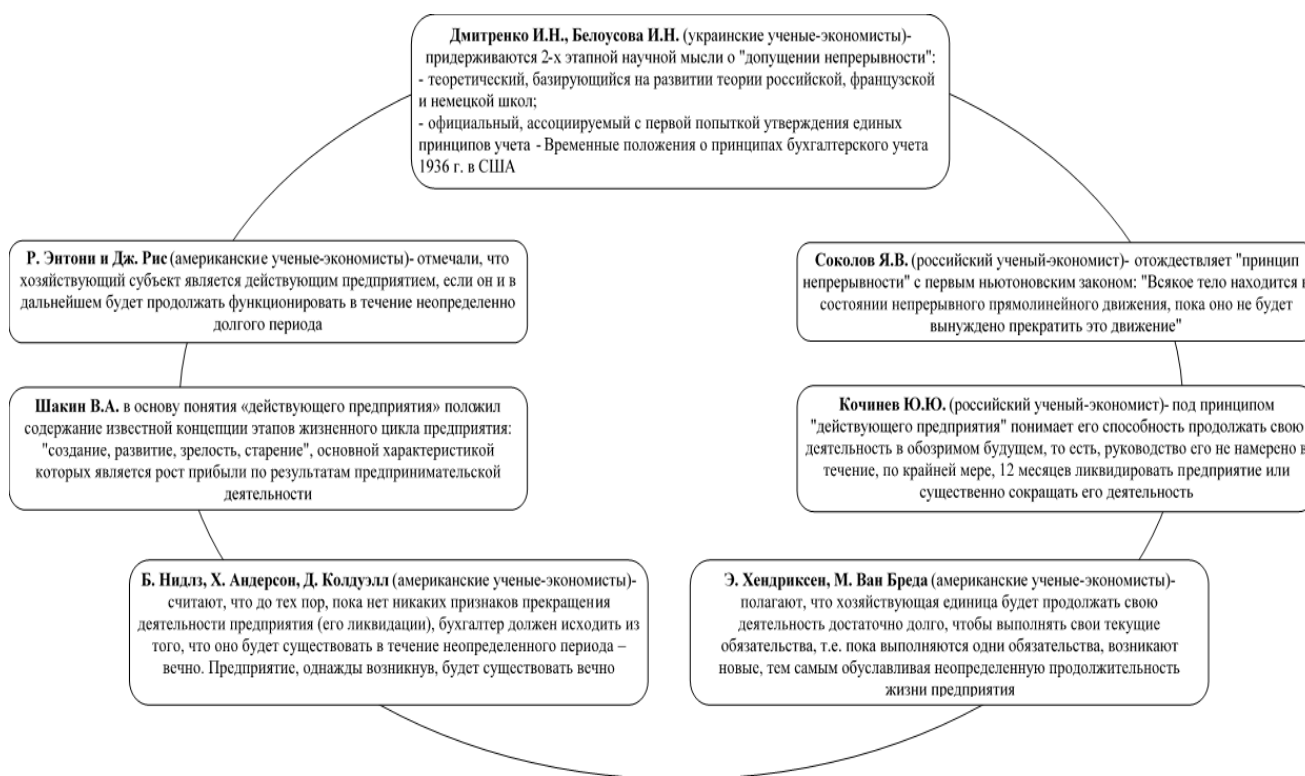 Дмитренко И.Н., Белоусова И.Н. (украинские ученые-экономисты)-
придерживаются 2-х этапной научной мысли о "допущении непрерывности":
- теоретический, базирующийся на развитии теории российской, французской
и немецкой школ;
- официальный, ассоциируемый с первой попыткой утверждения единых
принципов учета - Временные положения о принципах бухгалтерского учета
1936 г. в США
Р. Энтони и Дж. Рис (американские ученые-экономисты)- отмечали, что
хозяйствующий субъект является действующим предприятием, если он и в
дальнейшем будет продолжать функционировать в течение неопределенно
долгого периода
Соколов Я.В. (российский ученый-экономист)- отождествляет "принцип
непрерывности" с первым ньютоновским законом: "Всякое тело находится в
состоянии непрерывного прямолинейного движения, пока оно не будет
вынуждено прекратить это движение"
Шакин В.А. в основу понятия «действующего предприятия» положил
содержание известной концепции этапов жизненного цикла предприятия:
"создание, развитие, зрелость, старение", основной характеристикой
которых является рост прибыли по результатам предпринимательской
деятельности
Кочинев Ю.Ю. (российский ученый-экономист)- под принципом
"действующего предприятия" понимает его способность продолжать свою
деятельность в обозримом будущем, то есть, руководство его не намерено в
течение, по крайней мере, 12 месяцев ликвидировать предприятие или
существенно сокращать его деятельность
Б. Нидлз, Х. Андерсон, Д. Колдуэлл (американские ученые-экономисты)-
считают, что до тех пор, пока нет никаких признаков прекращения
деятельности предприятия (его ликвидации), бухгалтер должен исходить из
того, что оно будет существовать в течение неопределенного периода –
вечно. Предприятие, однажды возникнув, будет существовать вечно
Э. Хендриксен, М. Ван Бреда (американские ученые-экономисты)-
полагают, что хозяйствующая единица будет продолжать свою
деятельность достаточно долго, чтобы выполнять свои текущие
обязательства, т.е. пока выполняются одни обязательства, возникают
новые, тем самым обуславливая неопределенную продолжительность
жизни предприятия